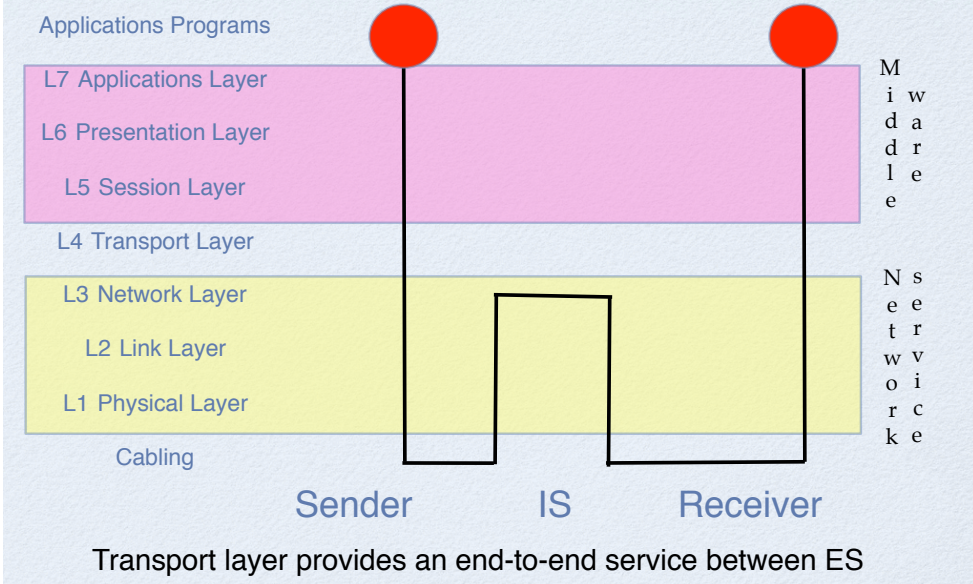 Applications Programs
L7 Applications Layer
L6 Presentation Layer
L5 Session Layer
Middle
ware
L4 Transport Layer
L3 Network Layer
L2 Link Layer
L1 Physical Layer
Network
service
Cabling
Sender IS Receiver
Transport layer provides an end-to-end service between ES